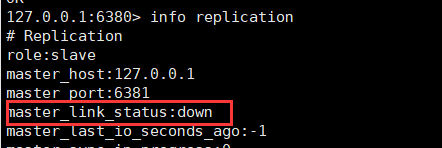 127.0.0.1:6380> info replication
# Replication
role:slave
master_host:127.0.0.1
master_port:6381
master_link_status:down
master_last_io_seconds_ago:-1